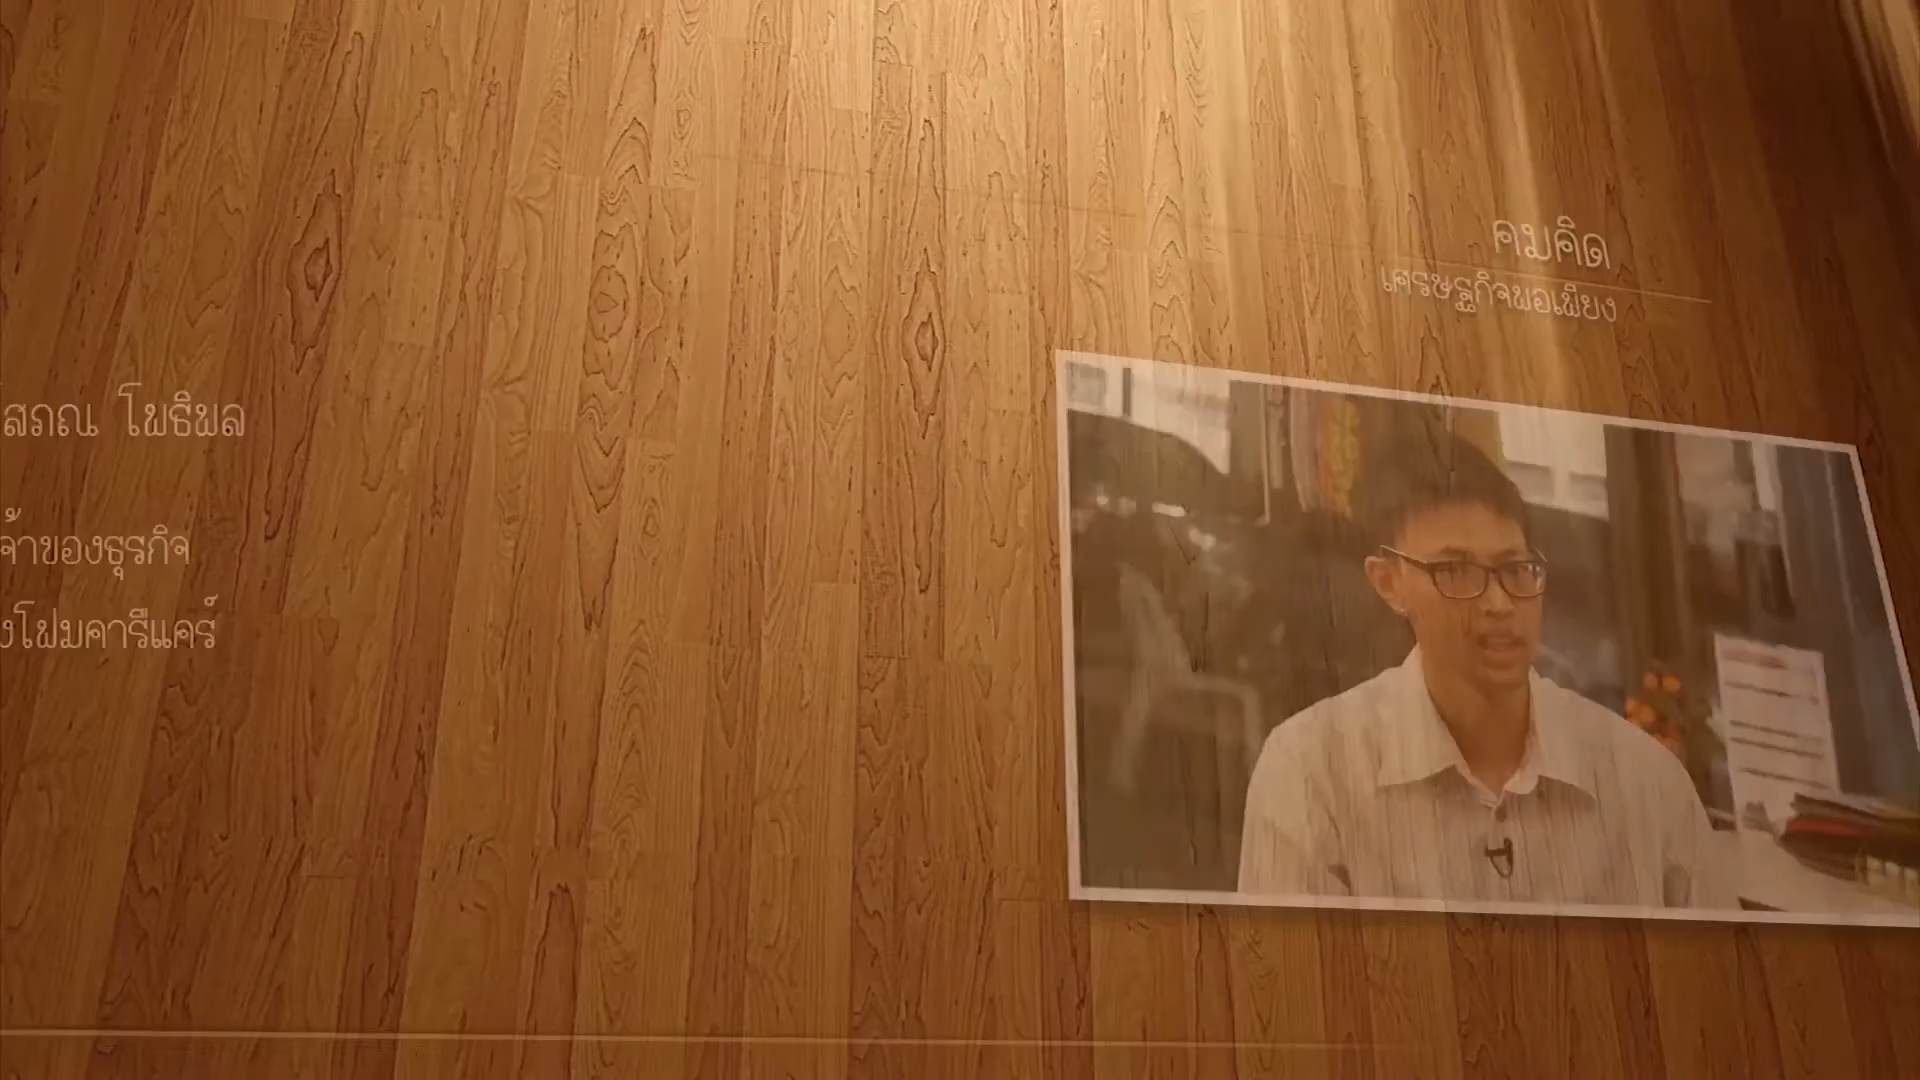 คมคิด
เศรษฐกิจพอเพียง
สภณ โพธิพล
จ้าของธุรกิจ
งโฟมคารีแคร์